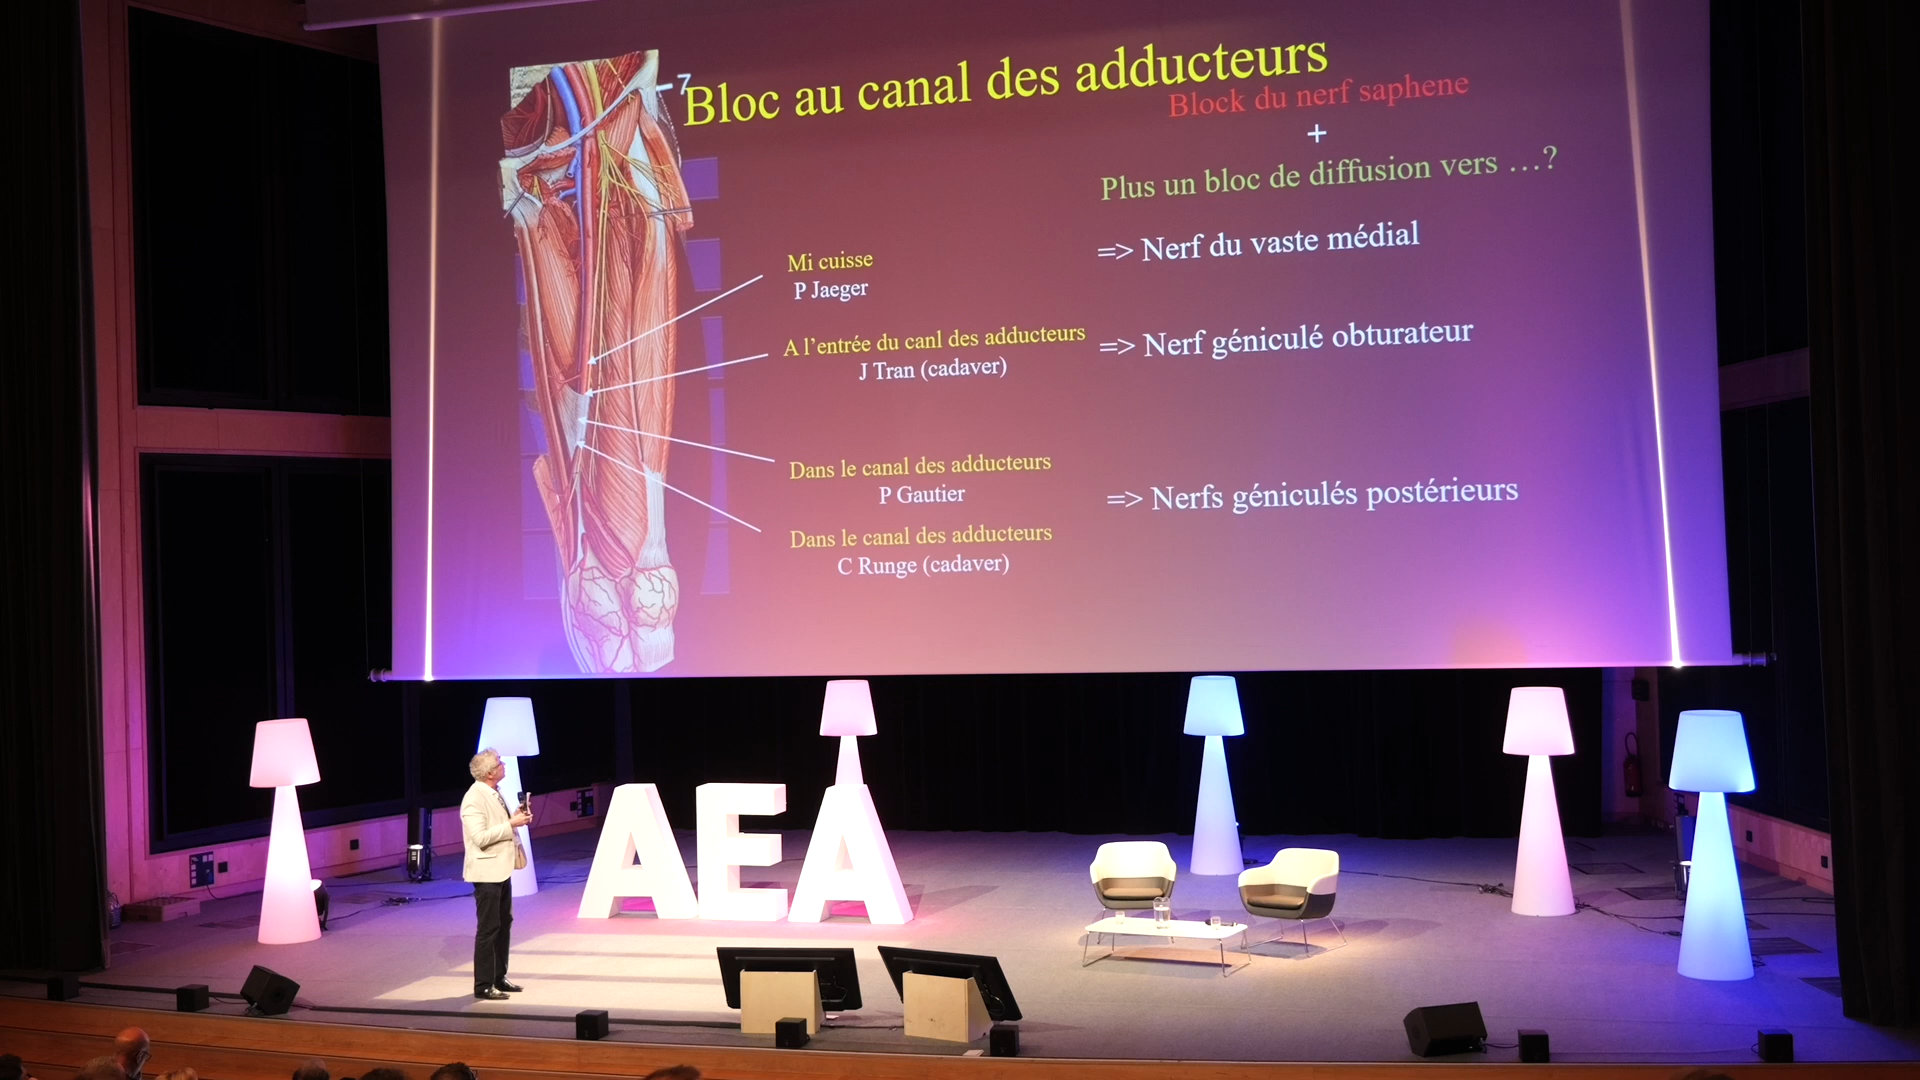 7
Bloc au canal des adducteurs
Block du nerf saphene
+
Plus un bloc de diffusion vers …?
=> Nerf du vaste médial
Mi cuisse
P Jaeger
A l’entrée du canl des adducteurs
J Tran (cadaver)
=> Nerf géniculé obturateur
Dans le canal des adducteurs
P Gautier
=> Nerfs géniculés postérieurs
Dans le canal des adducteurs
C Runge (cadaver)
AEA